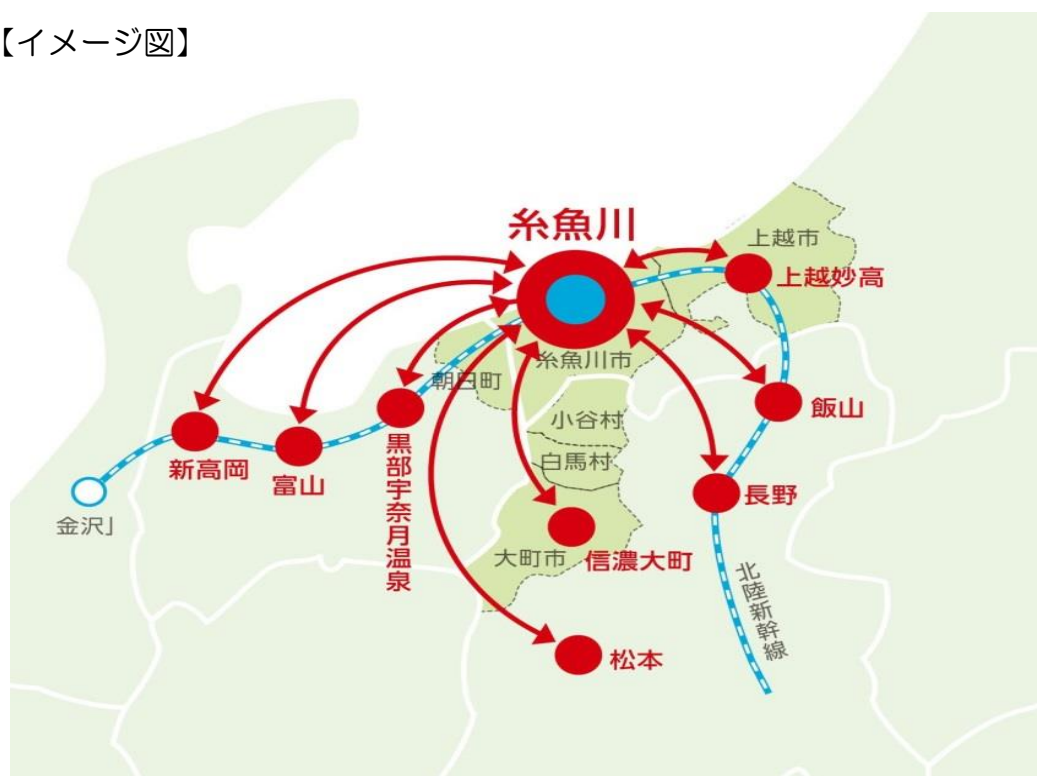 【イメージ図】
糸魚川
上越市
上越妙高
糸魚川市
朝日町
小谷村
飯山
白馬村
新高岡
富山
黒部宇奈月温泉
長野
金沢J
大町市
信濃大町
北陸新幹線
松本